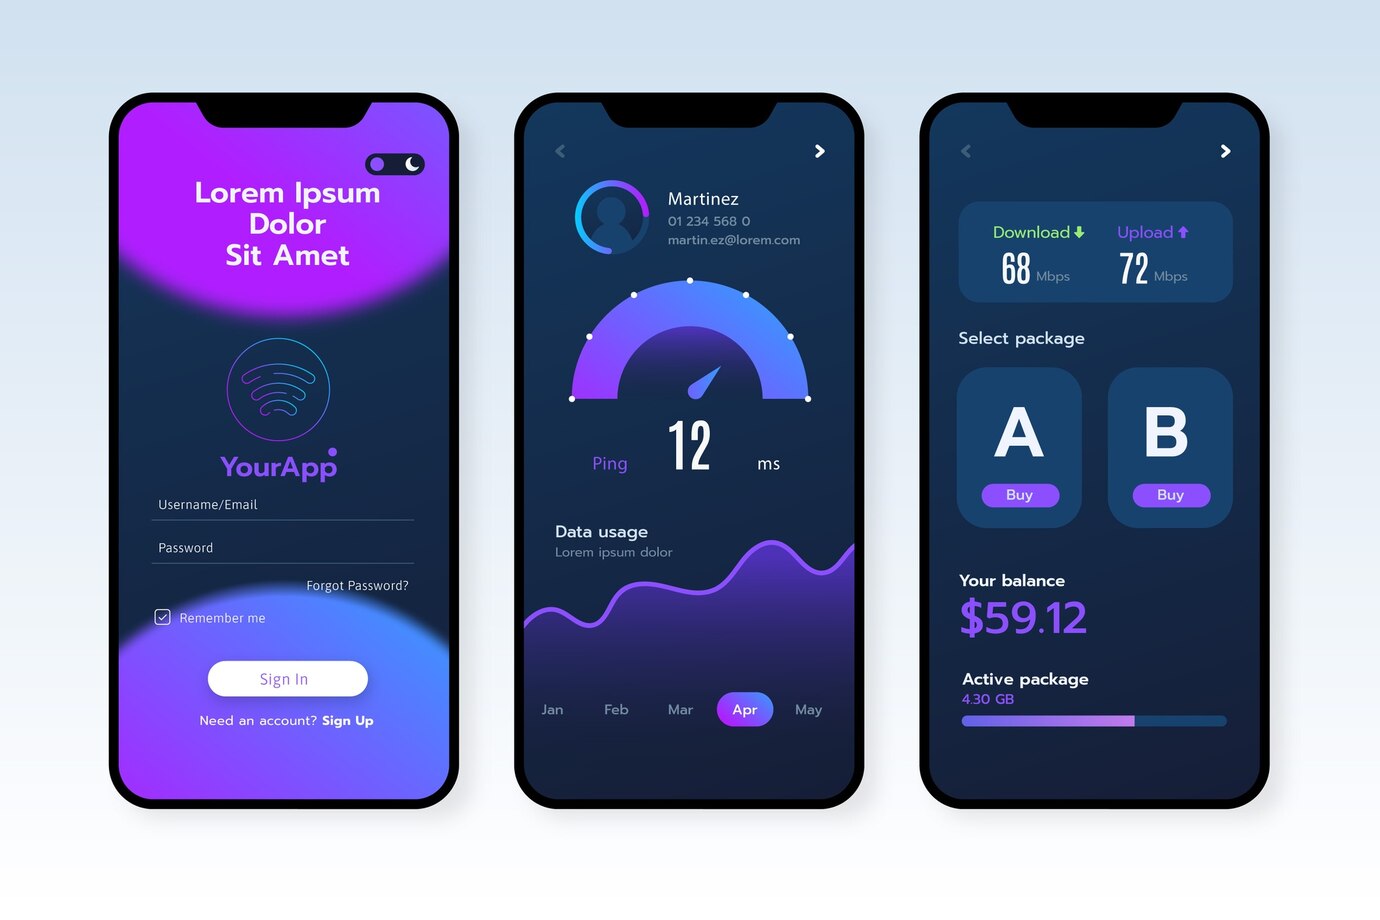 Lorem Ipsum
Dolor
Sit Amet
YourApp
Username/Email
Password
Forgot Password?
Remember me
Sign In
Need an account? Sign Up
Martinez
01 234 568 0
martin.ez@lorem.com
Ping 12 ms
Data usage
Lorem ipsum dolor
Jan Feb Mar Apr May
Download Upload
68 Mbps 72 Mbps
Select package
A B
Buy Buy
Your balance
$59.12
Active package
4.30 GB